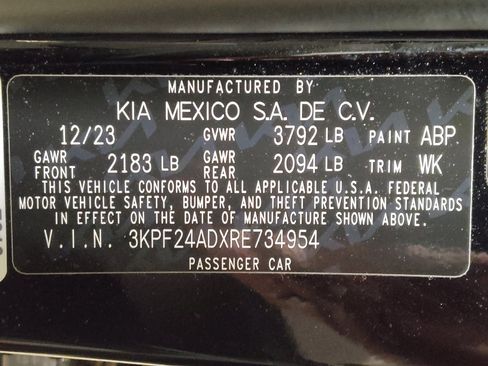 MANUFACTURED BY
KIA MEXICO S.A. DE C.V.
12/23 GVWR 3792 LB PAINT ABP
GAWR FRONT 2183 LB GAWR REAR 2094 LB TRIM WK
THIS VEHICLE CONFORMS TO ALL APPLICABLE U.S.A. FEDERAL
MOTOR VEHICLE SAFETY, BUMPER, AND THEFT PREVENTION STANDARDS
IN EFFECT ON THE DATE OF MANUFACTURE SHOWN ABOVE.
V.I.N. 3KPF24ADXRE734954
PASSENGER CAR